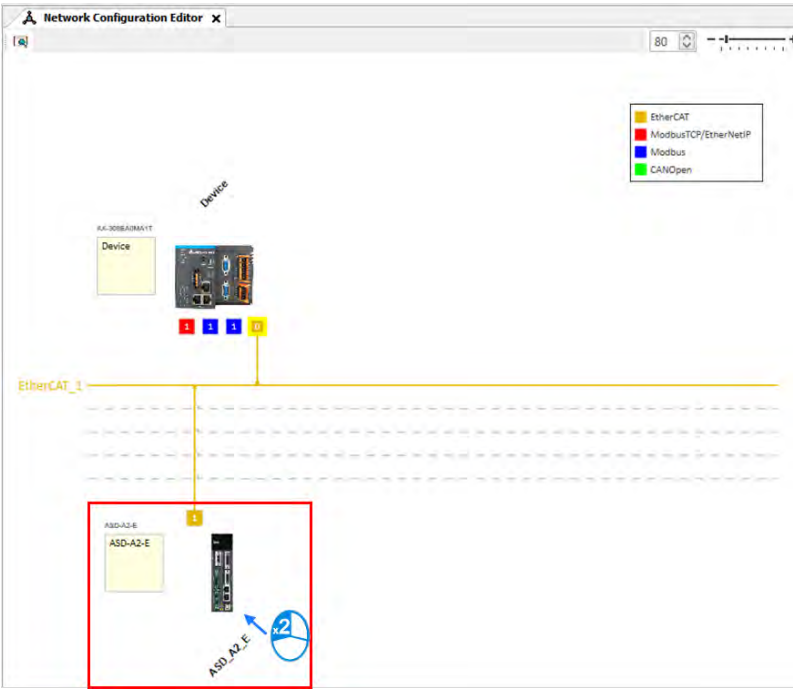 Network Configuration Editor
80
EtherCAT
ModbusTCP/EtherNetIP
Modbus
CANOpen
Device
Device
1 1 1 0
EtherCAT_1
1
ASD-A2-E
ASD-A2-E
x2
ASD_A2_E